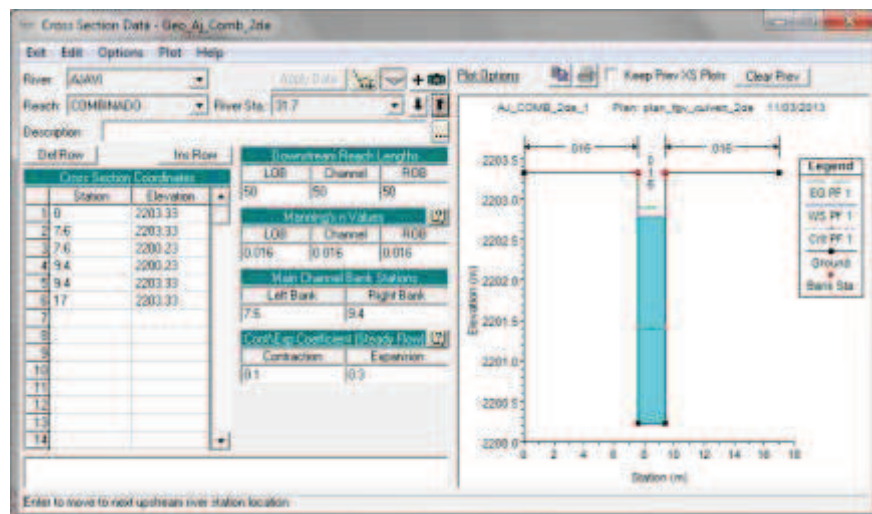 Cross Section Data - Geo_Aj_Comb_2da
Exit Edit Options Plot Help
River: AJAVI
Apply Data
Plot Options
Keep Prev XS Plots
Clear Prev
Reach: COMBINADO
River Sta.: 31.7
Description
Del Row
Ins Row
Cross Section Coordinates
Station Elevation
1 0 2203.33
2 7.6 2203.33
3 7.6 2200.23
4 9.4 2200.23
5 9.4 2203.33
6 17 2203.33
7
8
9
10
11
12
13
14
Downstream Reach Lengths
LOB Channel ROB
50 50 50
Manning's n Values
LOB Channel ROB
0.016 0.016 0.016
Main Channel Bank Stations
Left Bank Right Bank
7.6 9.4
Cont\Exp Coefficient (Steady Flow)
Contraction Expansion
0.1 0.3
AJ_COMB_2da_1 Plan: 11/03/2013
.016
.016
.016
2203.5
2203.0
2202.5
2202.0
2201.5
2201.0
2200.5
2200.0
Elevation (m)
0 2 4 6 8 10 12 14 16 18
Station (m)
Legend
EG PF 1
WS PF 1
Crit PF 1
Ground
Bank Sta
Enter to move to next upstream river station location